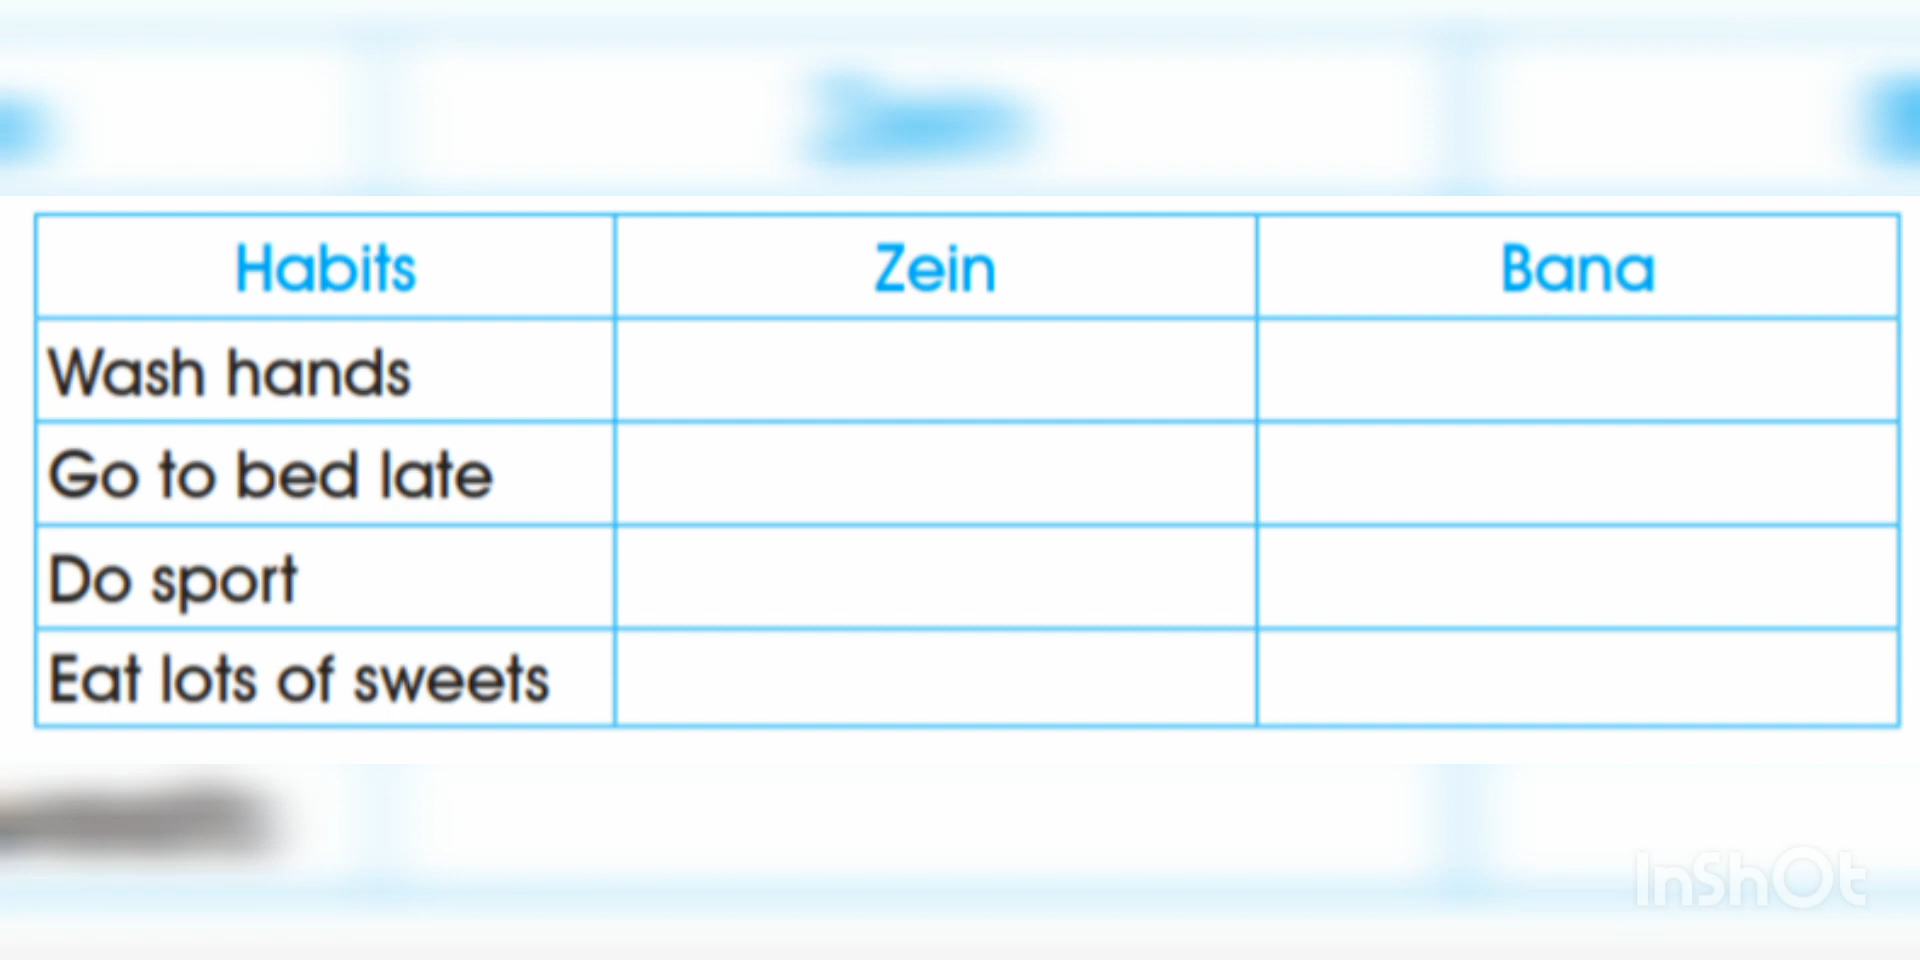 Habits Zein Bana
Wash hands
Go to bed late
Do sport
Eat lots of sweets
InShOt